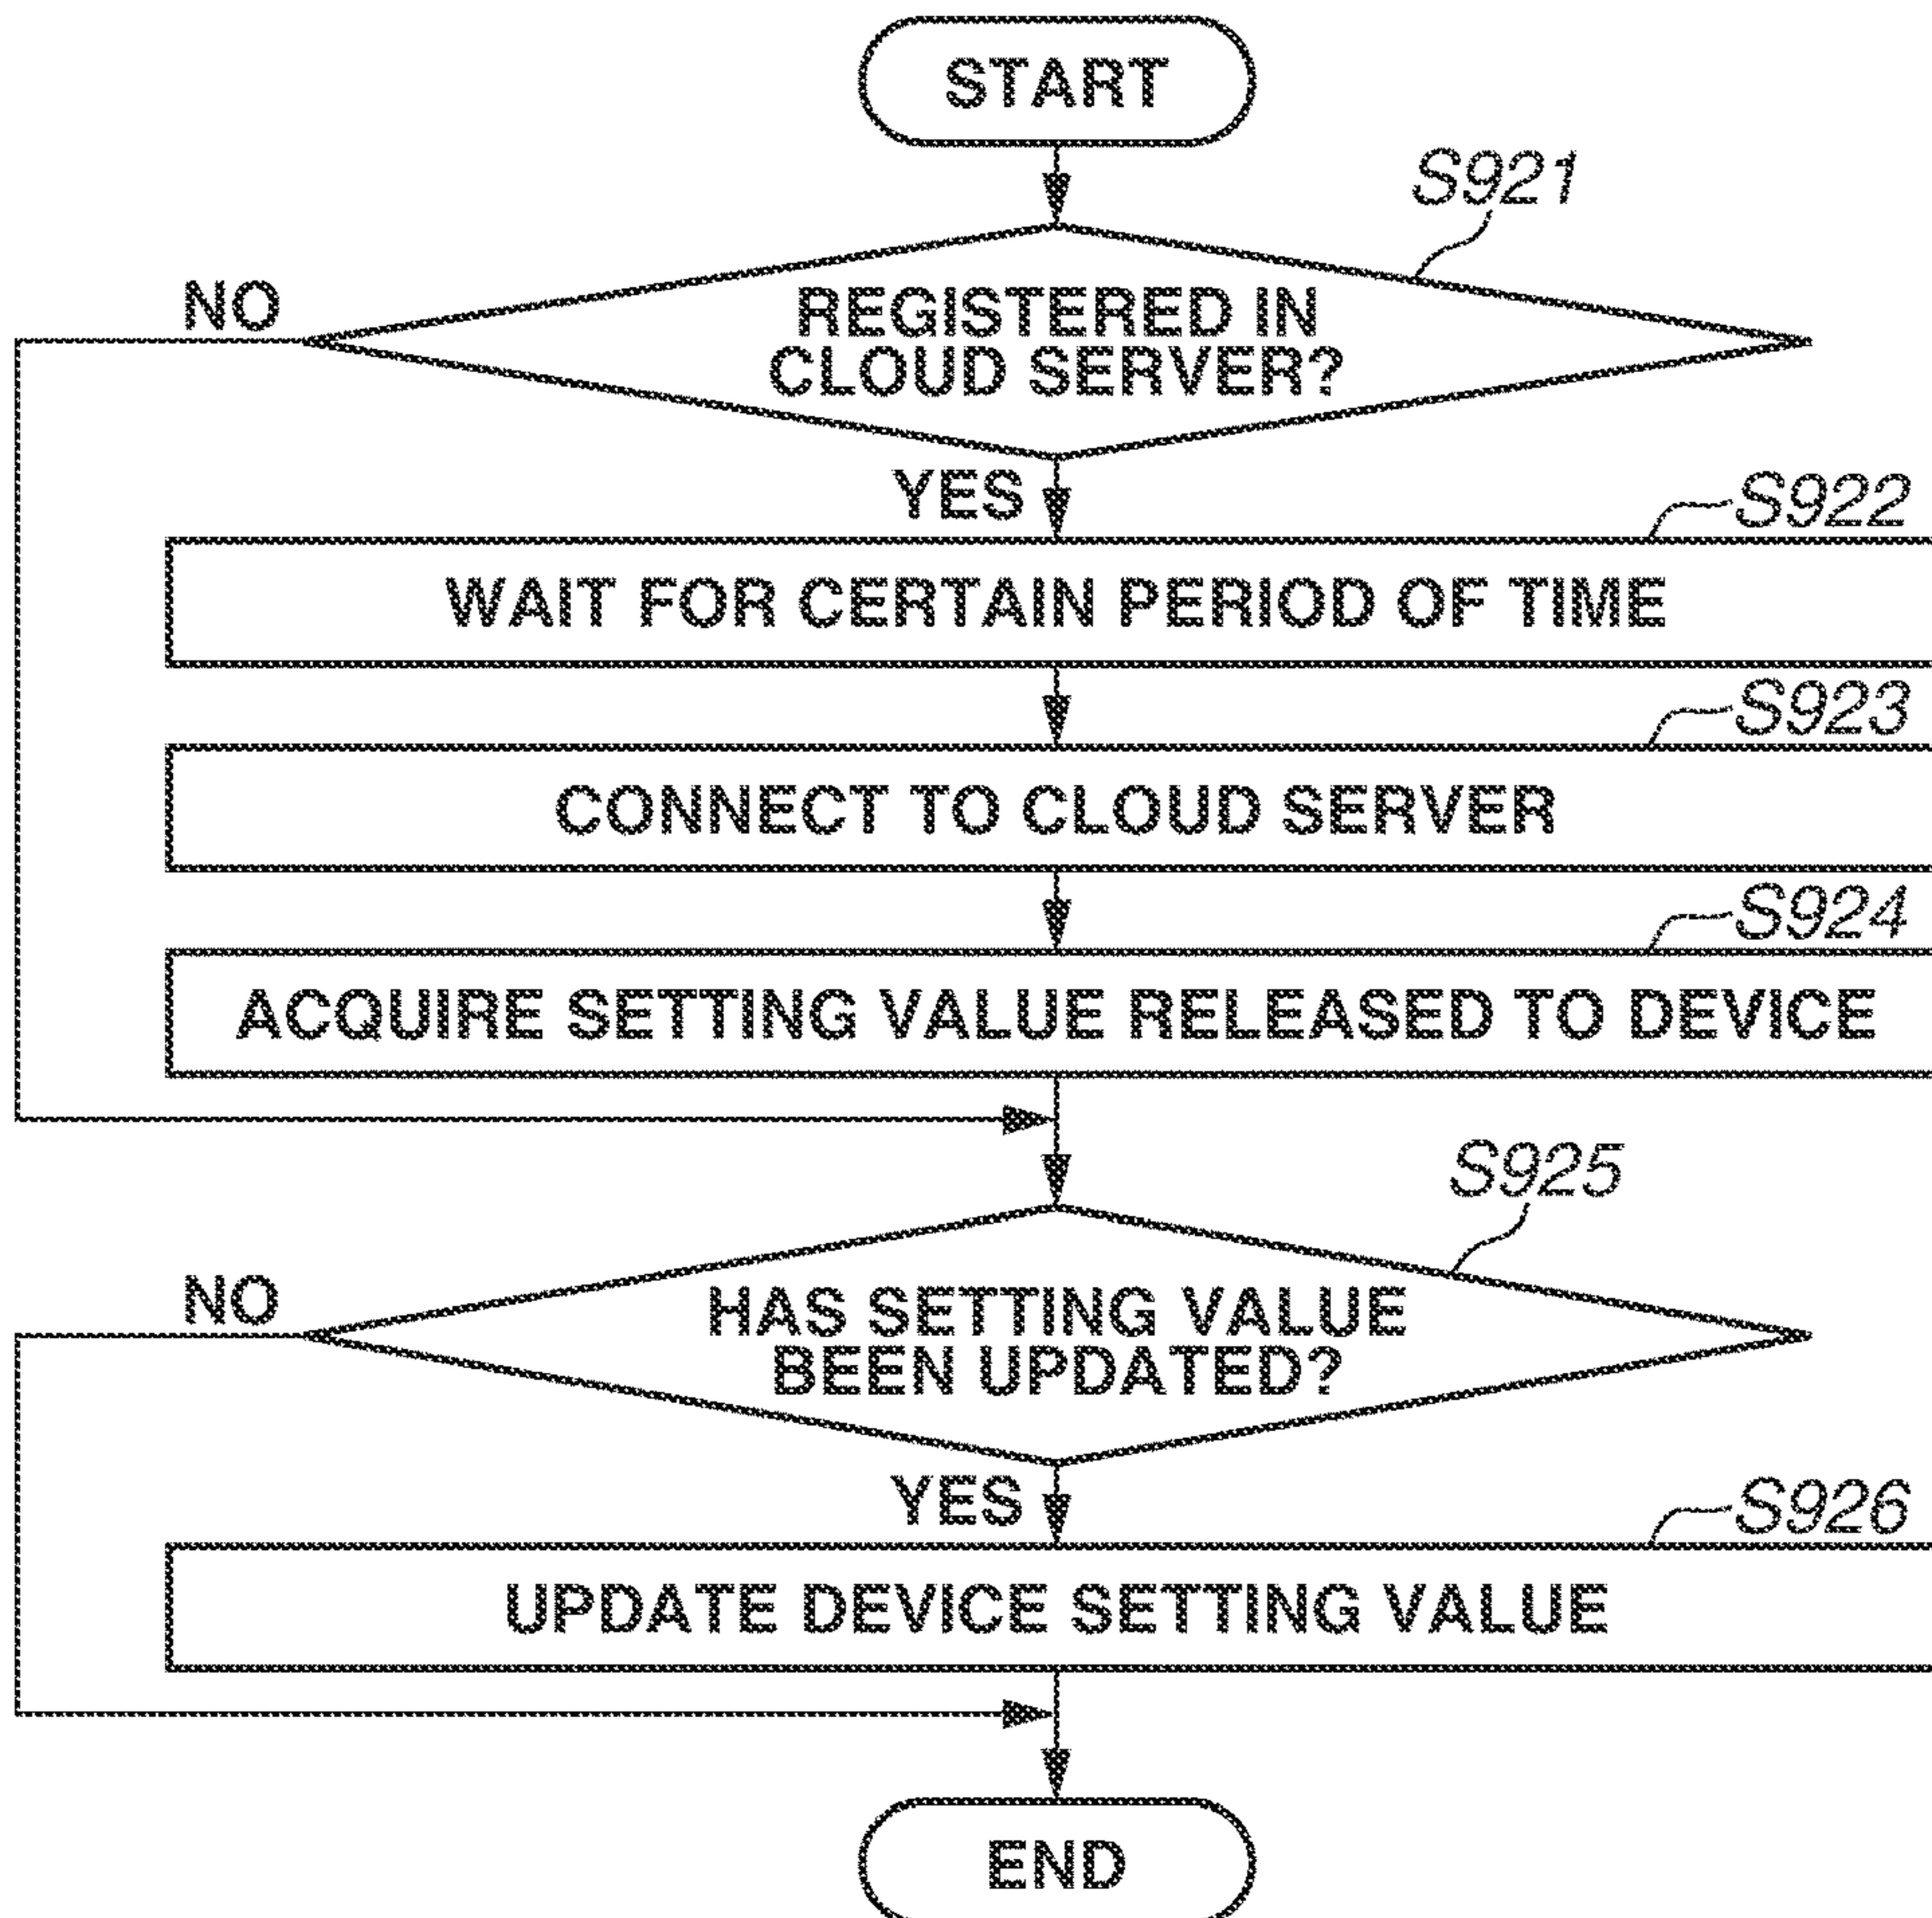 START
S921
NO
REGISTERED IN
CLOUD SERVER?
YES
S922
WAIT FOR CERTAIN PERIOD OF TIME
S923
CONNECT TO CLOUD SERVER
S924
ACQUIRE SETTING VALUE RELEASED TO DEVICE
S925
NO
HAS SETTING VALUE
BEEN UPDATED?
YES
S926
UPDATE DEVICE SETTING VALUE
END